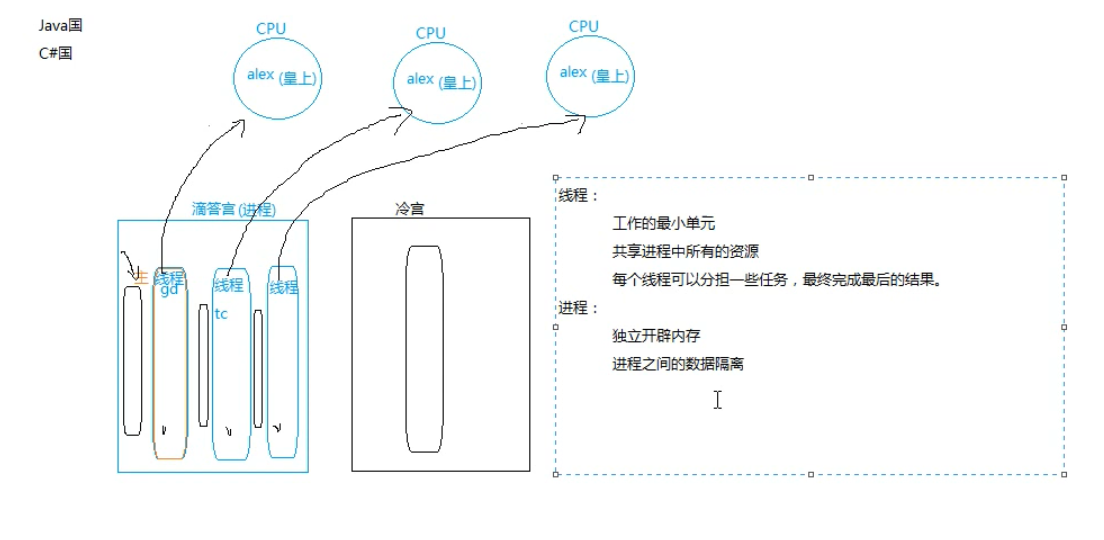 Java国
C#国
CPU
alex (皇上)
CPU
alex (皇上)
CPU
alex (皇上)
滴答宫(进程)
冷宫
主 线程
gd
线程
tc
线程
线程：
工作的最小单元
共享进程中所有的资源
每个线程可以分担一些任务，最终完成最后的结果。
进程：
独立开辟内存
进程之间的数据隔离